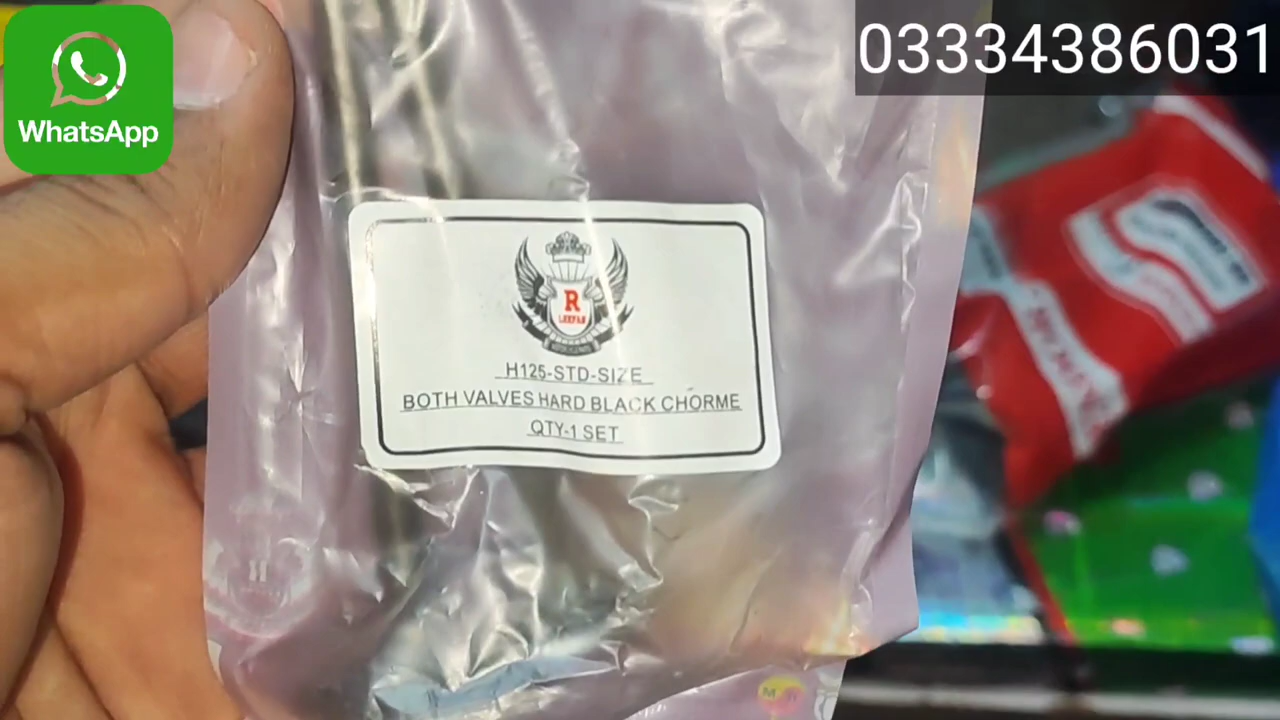 WhatsApp
03334386031
R
H125-STD-SIZE
BOTH VALVES HARD BLACK CHORME
QTY-1 SET